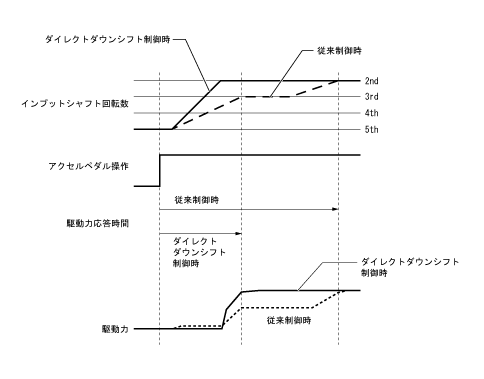 ダイレクトダウンシフト制御時
従来制御時
2nd
インプットシャフト回転数
3rd
4th
5th
アクセルペダル操作
従来制御時
駆動力応答時間
ダイレクト
ダウンシフト
制御時
ダイレクトダウンシフト
制御時
従来制御時
駆動力